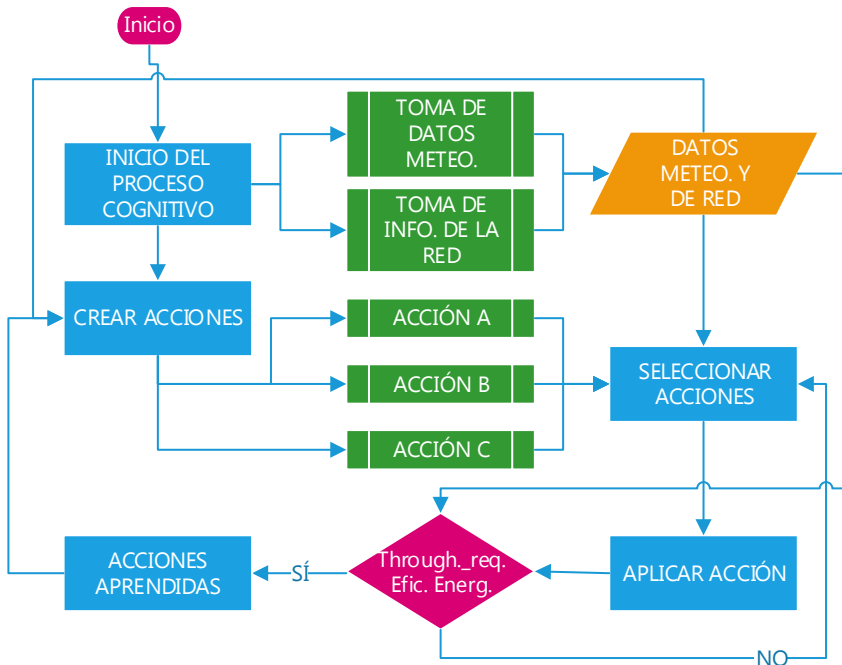 Inicio
INICIO DEL
PROCESO
COGNITIVO
TOMA DE
DATOS
METEO.
TOMA DE
INFO. DE LA
RED
DATOS
METEO. Y
DE RED
CREAR ACCIONES
ACCIÓN A
ACCIÓN B
ACCIÓN C
SELECCIONAR
ACCIONES
ACCIONES
APRENDIDAS
SÍ
Through._req.
Efic. Energ.
APLICAR ACCIÓN
NO